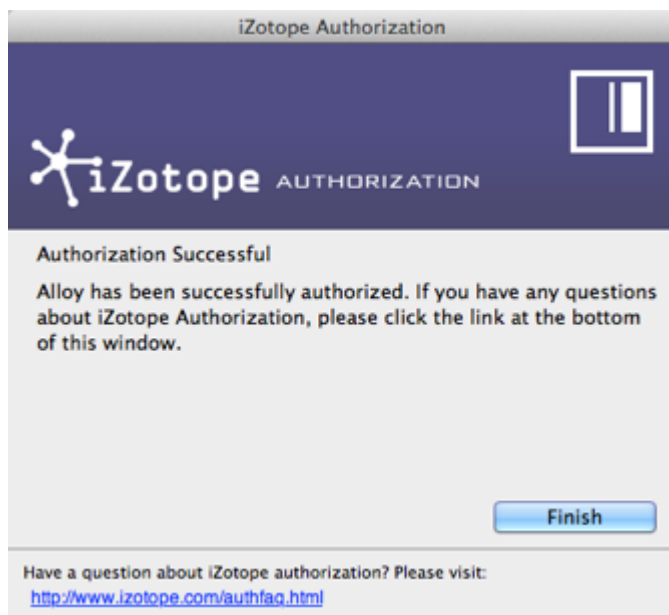 iZotope Authorization
iZotope AUTHORIZATION
Authorization Successful
Alloy has been successfully authorized. If you have any questions
about iZotope Authorization, please click the link at the bottom
of this window.
Finish
Have a question about iZotope authorization? Please visit:
http://www.izotope.com/authfaq.html